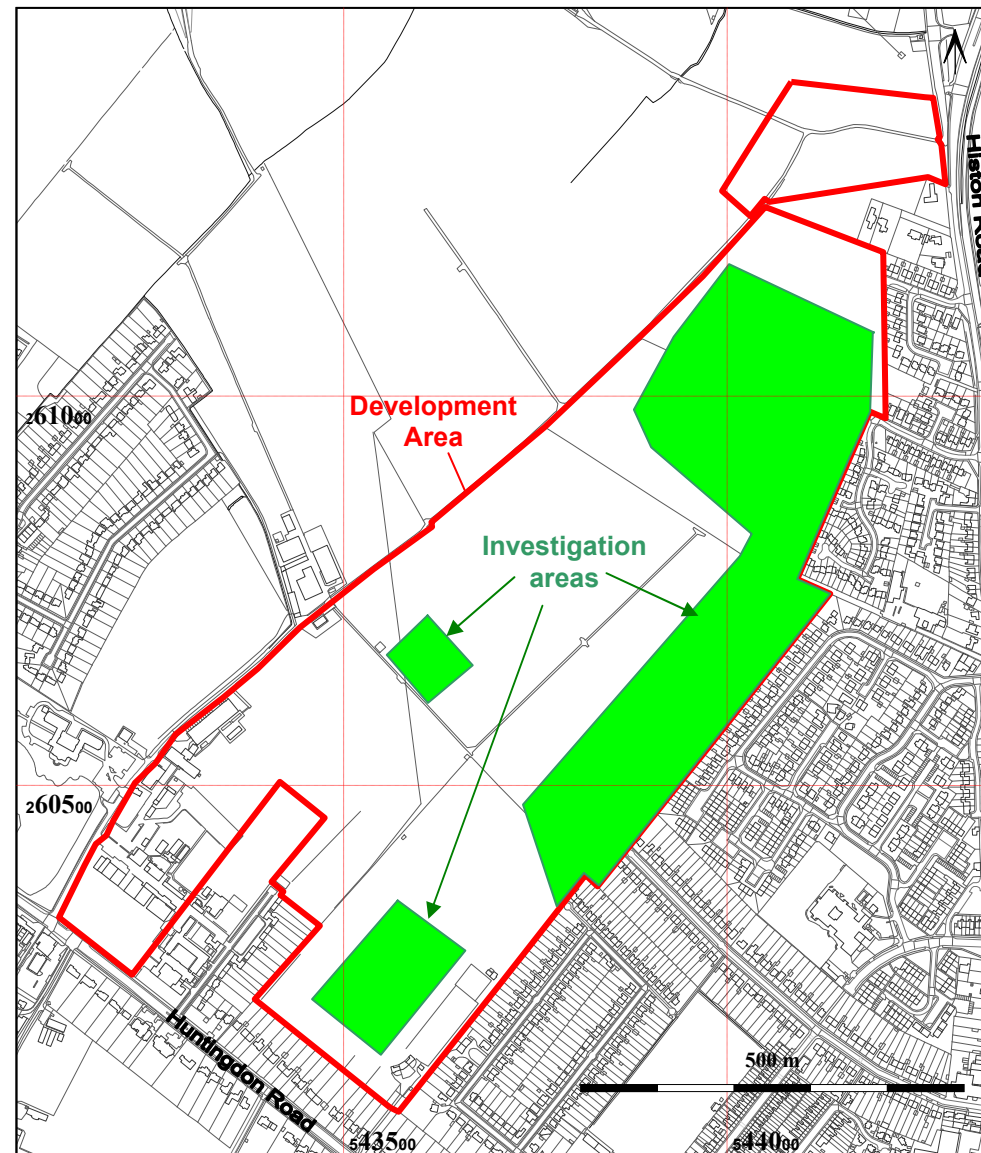 Histon Road
261000
Development
Area
Investigation
areas
260500
Huntingdon Road
500 m
543500
544000